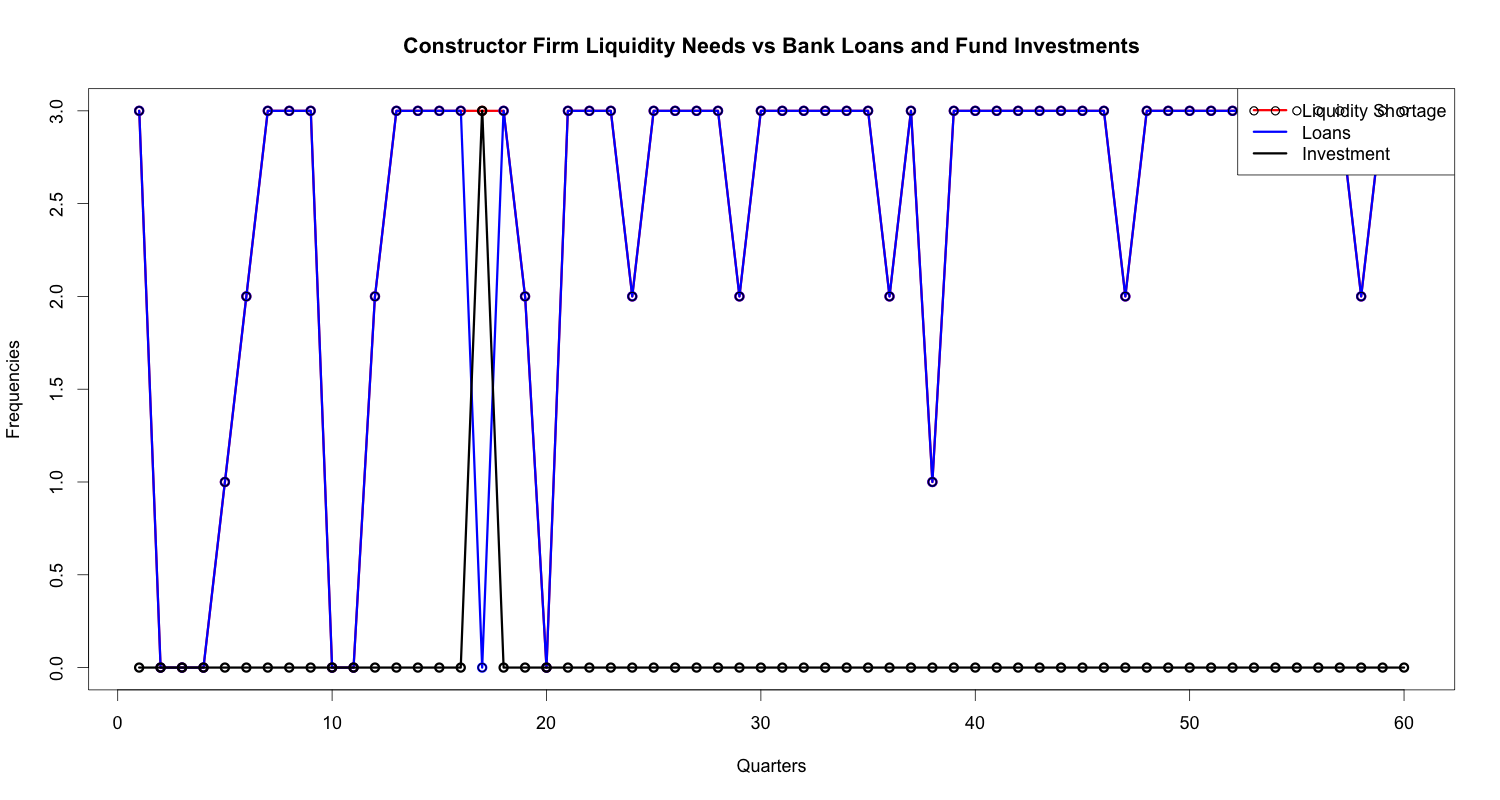 Constructor Firm Liquidity Needs vs Bank Loans and Fund Investments
Frequencies
3.0
2.5
2.0
1.5
1.0
0.5
0.0
Liquidity Shortage
Loans
Investment
0 10 20 30 40 50 60
Quarters